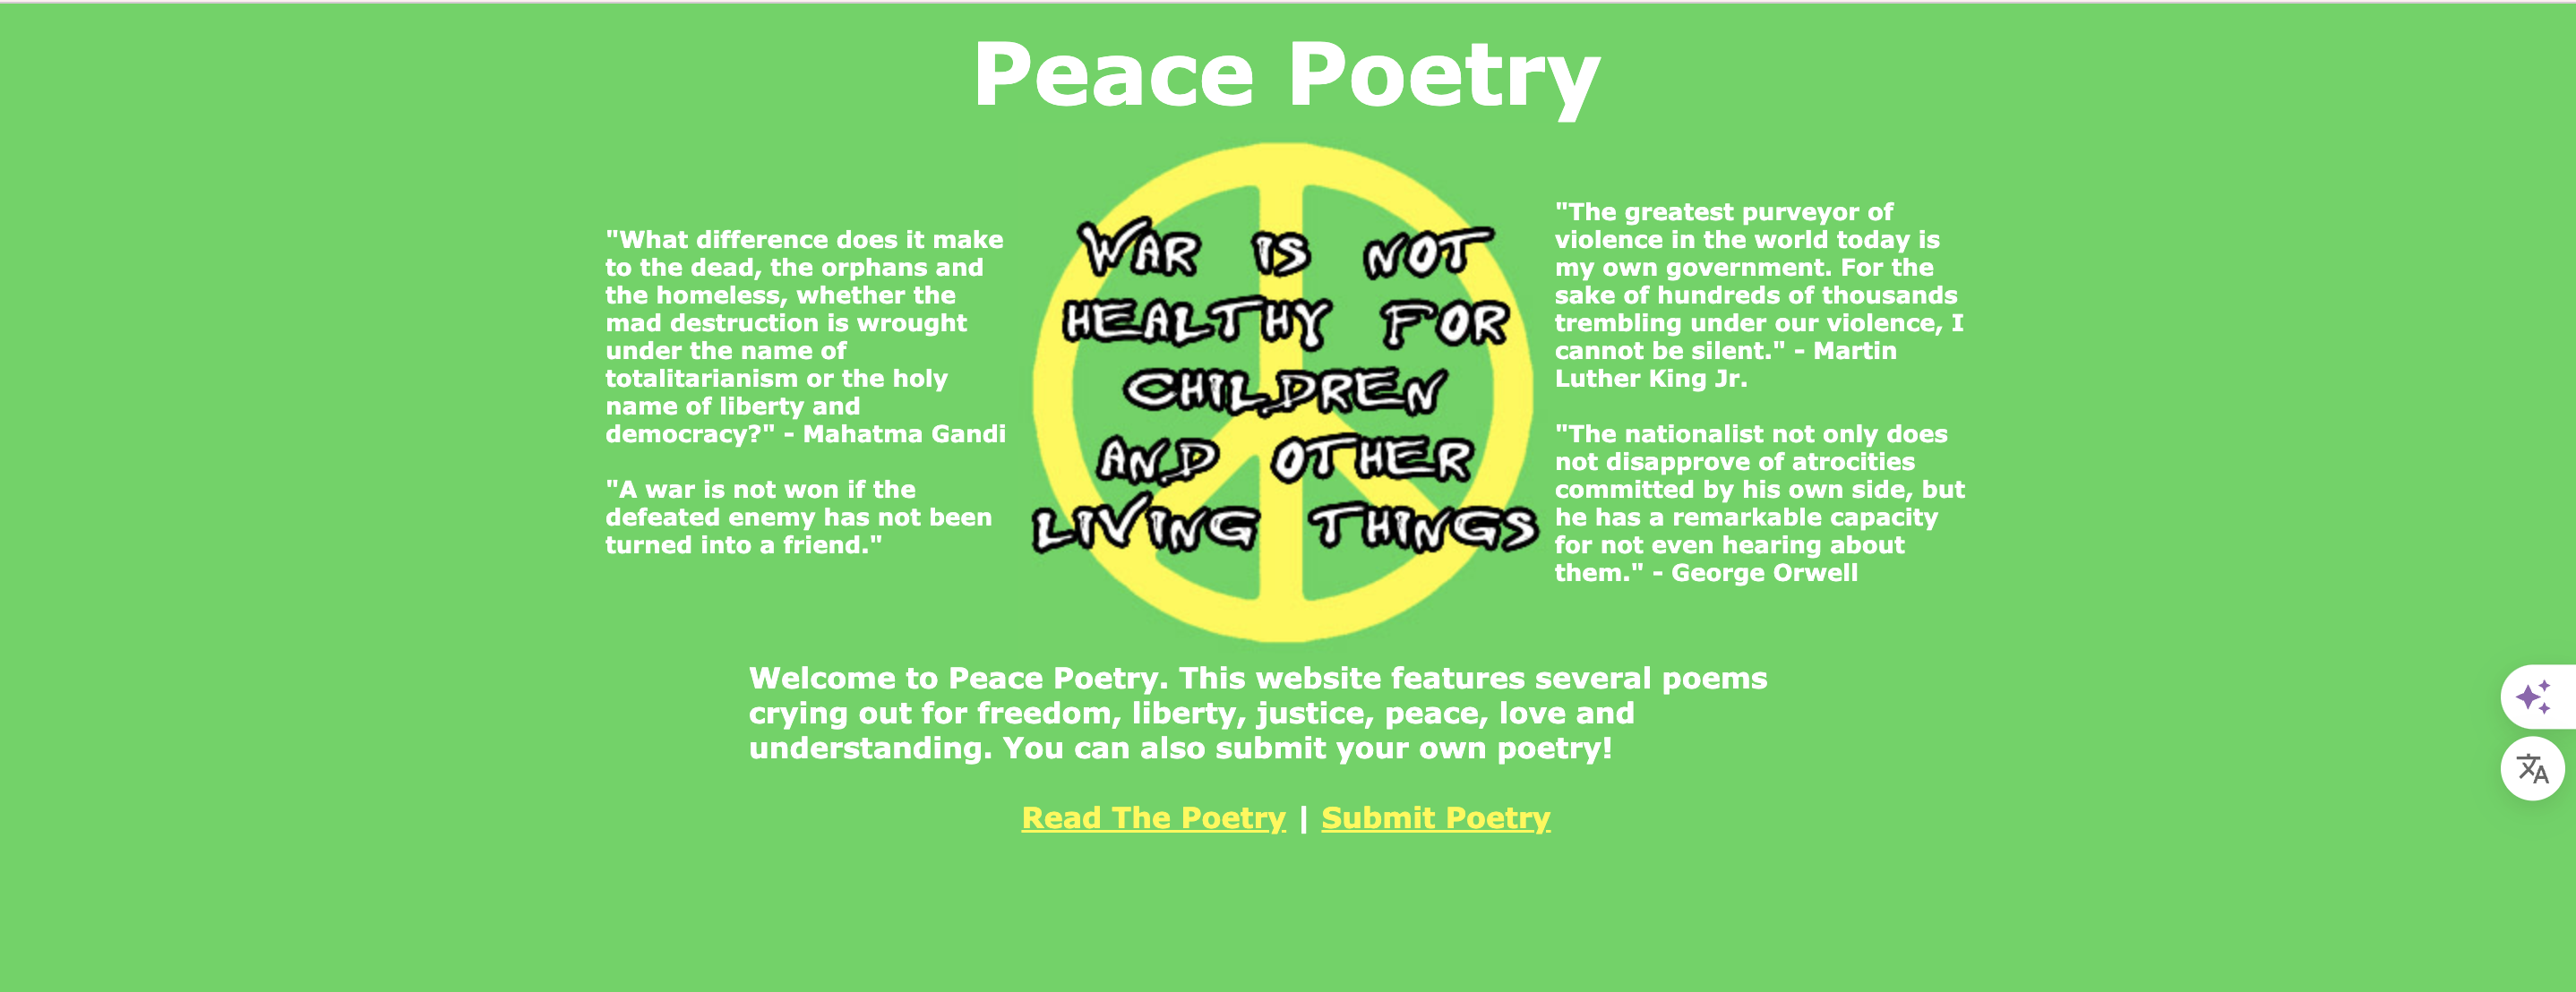 Peace Poetry
"What difference does it make
to the dead, the orphans and
the homeless, whether the
mad destruction is wrought
under the name of
totalitarianism or the holy
name of liberty and
democracy?" - Mahatma Gandi
"A war is not won if the
defeated enemy has not been
turned into a friend."
WAR IS NOT
HEALTHY FOR
CHILDREN
AND OTHER
LIVING THINGS
"The greatest purveyor of
violence in the world today is
my own government. For the
sake of hundreds of thousands
trembling under our violence, I
cannot be silent." - Martin
Luther King Jr.
"The nationalist not only does
not disapprove of atrocities
committed by his own side, but
he has a remarkable capacity
for not even hearing about
them." - George Orwell
Welcome to Peace Poetry. This website features several poems
crying out for freedom, liberty, justice, peace, love and
understanding. You can also submit your own poetry!
Read The Poetry | Submit Poetry